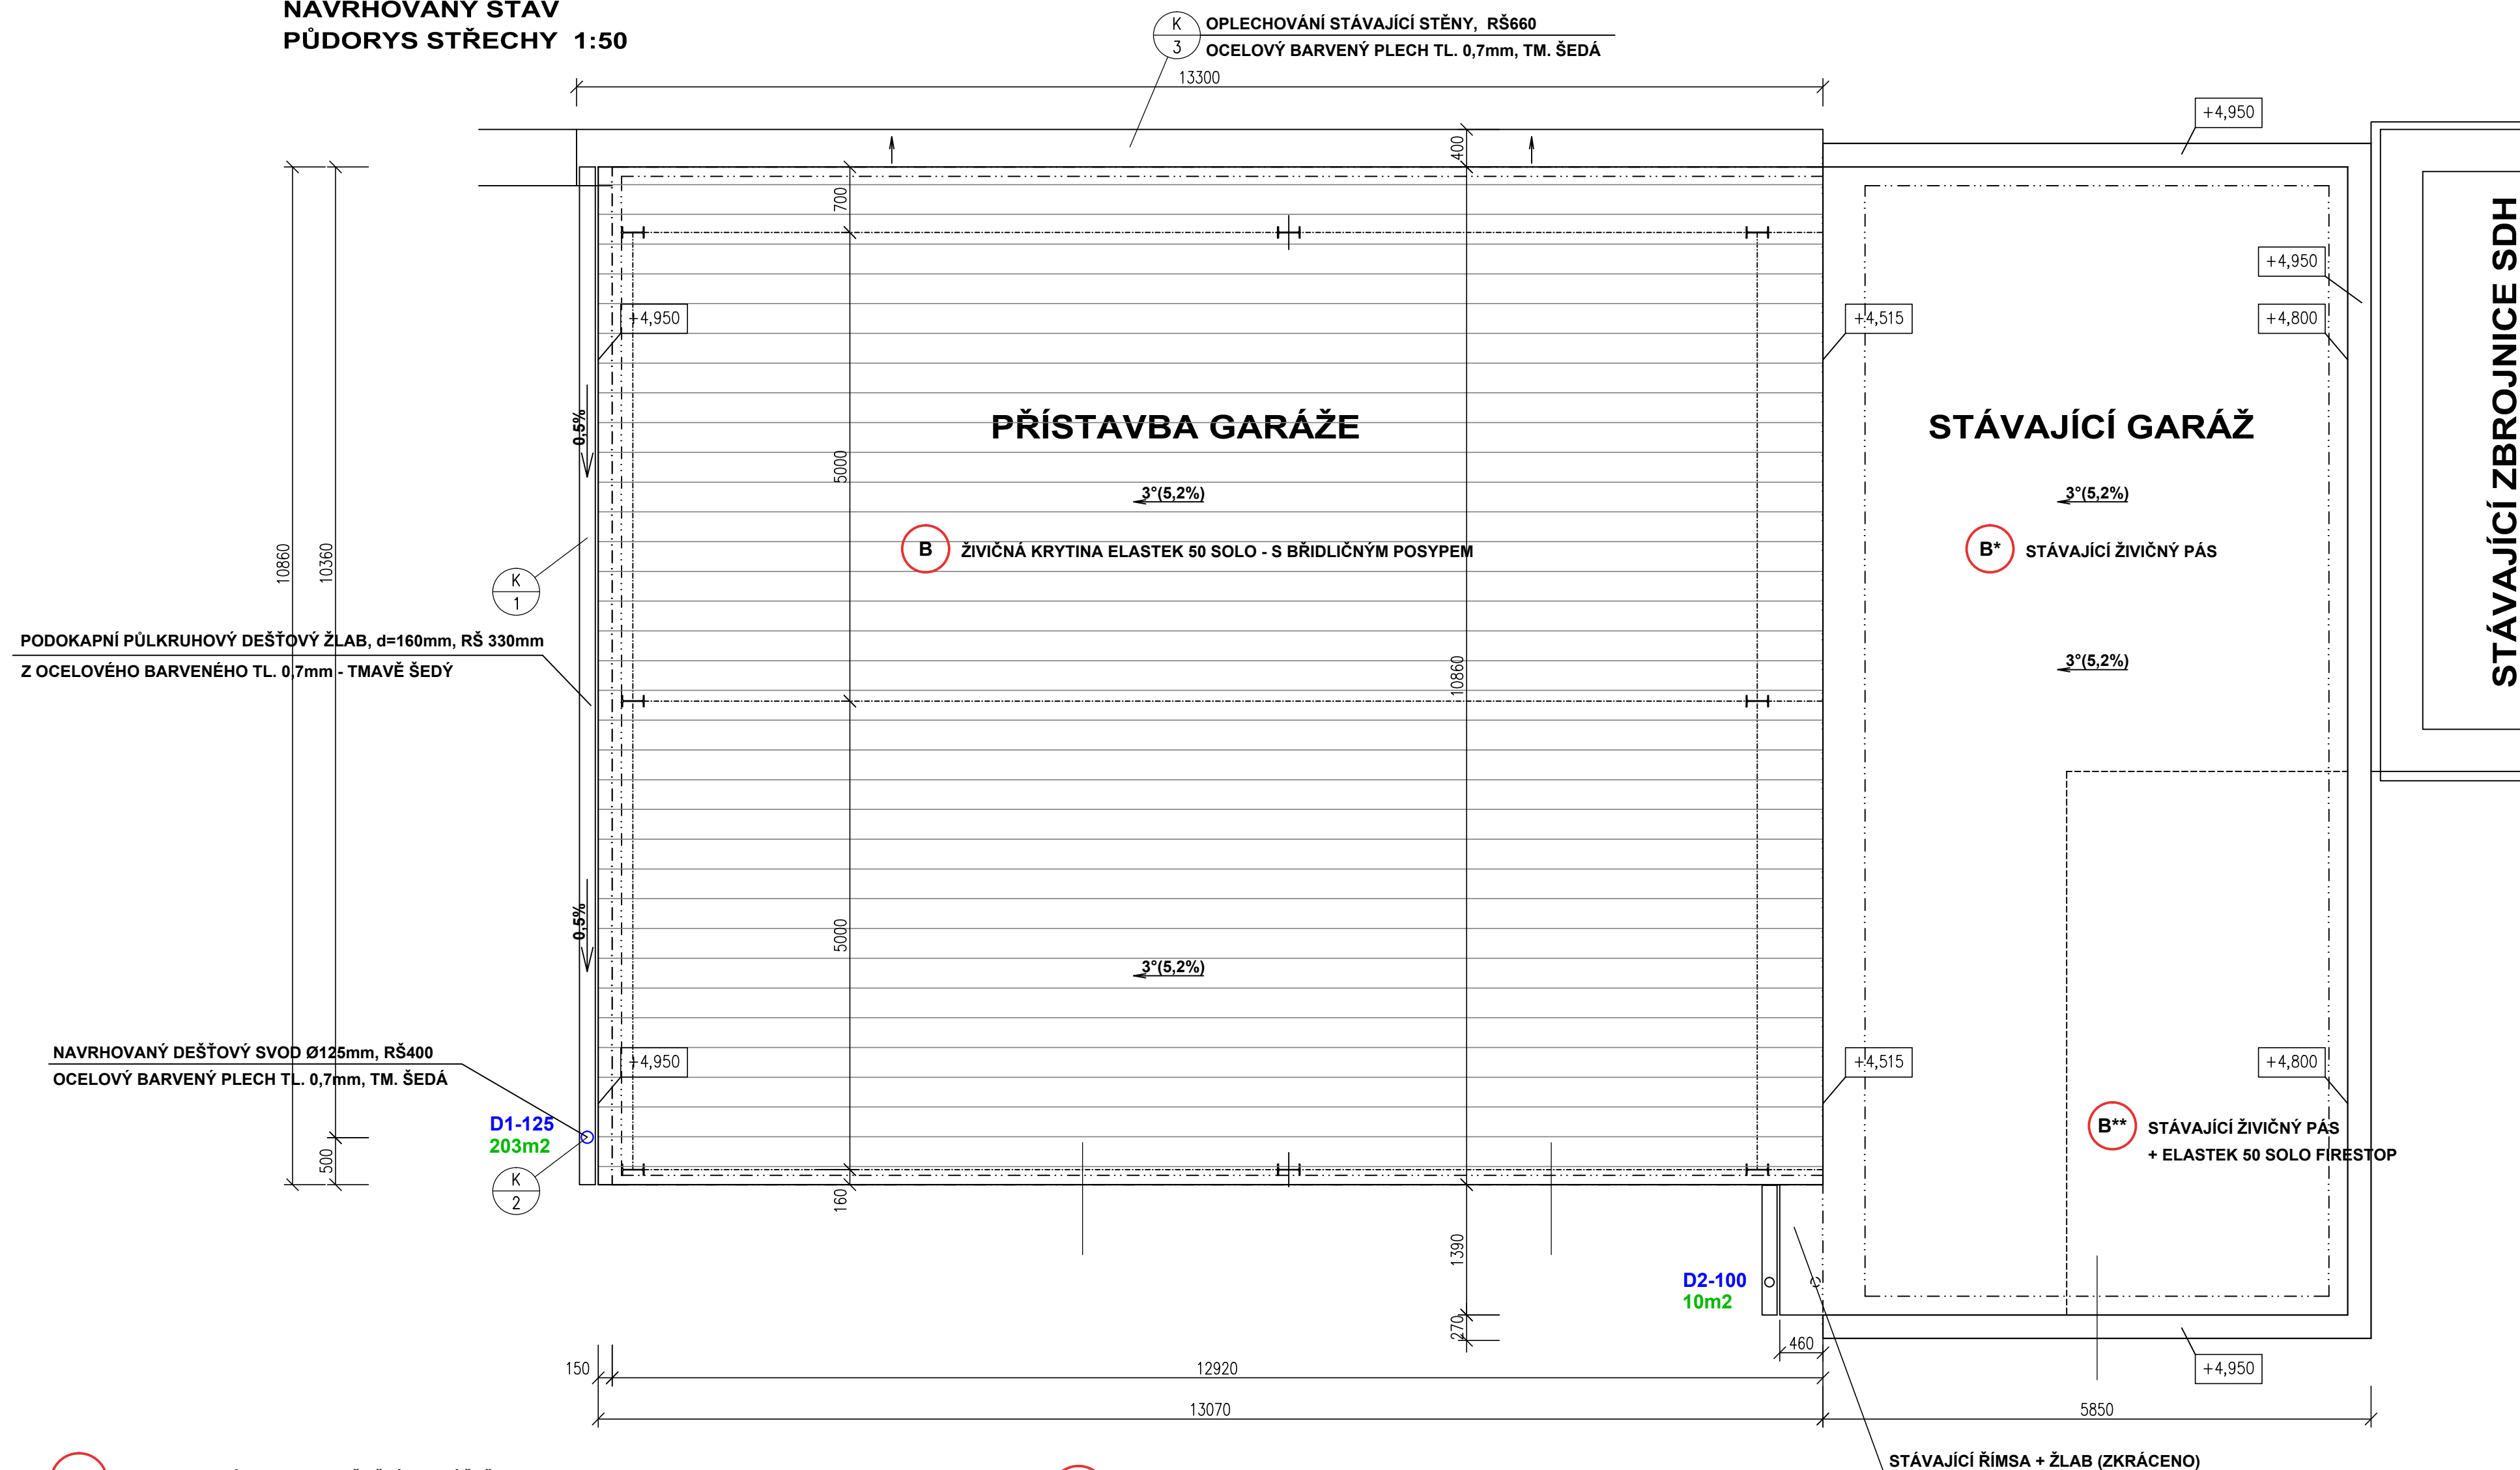 NAVRHOVANÝ STAV
PŮDORYS STŘECHY 1:50
K
3
OPLECHOVÁNÍ STÁVAJÍCÍ STĚNY, RŠ660
OCELOVÝ BARVENÝ PLECH TL. 0,7mm, TM. ŠEDÁ
13300
+4,950
400
700
+4,950
+4,950
+4,515
+4,800
STÁVAJÍCÍ ZBROJNICE SDH
0,5%
PŘÍSTAVBA GARÁŽE
STÁVAJÍCÍ GARÁŽ
5000
3°(5,2%)
3°(5,2%)
B
ŽIVIČNÁ KRYTINA ELASTEK 50 SOLO - S BŘIDLIČNÝM POSYPEM
B*
STÁVAJÍCÍ ŽIVIČNÝ PÁS
10860
10360
K
1
PODOKAPNÍ PŮLKRUHOVÝ DEŠŤOVÝ ŽLAB, d=160mm, RŠ 330mm
Z OCELOVÉHO BARVENÉHO TL. 0,7mm - TMAVĚ ŠEDÝ
10860
3°(5,2%)
0,5%
5000
3°(5,2%)
NAVRHOVANÝ DEŠŤOVÝ SVOD Ø125mm, RŠ400
OCELOVÝ BARVENÝ PLECH TL. 0,7mm, TM. ŠEDÁ
+4,950
+4,515
+4,800
D1-125
203m2
B**
STÁVAJÍCÍ ŽIVIČNÝ PÁS
+ ELASTEK 50 SOLO FIRESTOP
500
K
2
160
1390
D2-100
10m2
270
460
150
12920
+4,950
13070
5850
STÁVAJÍCÍ ŘÍMSA + ŽLAB (ZKRÁCENO)